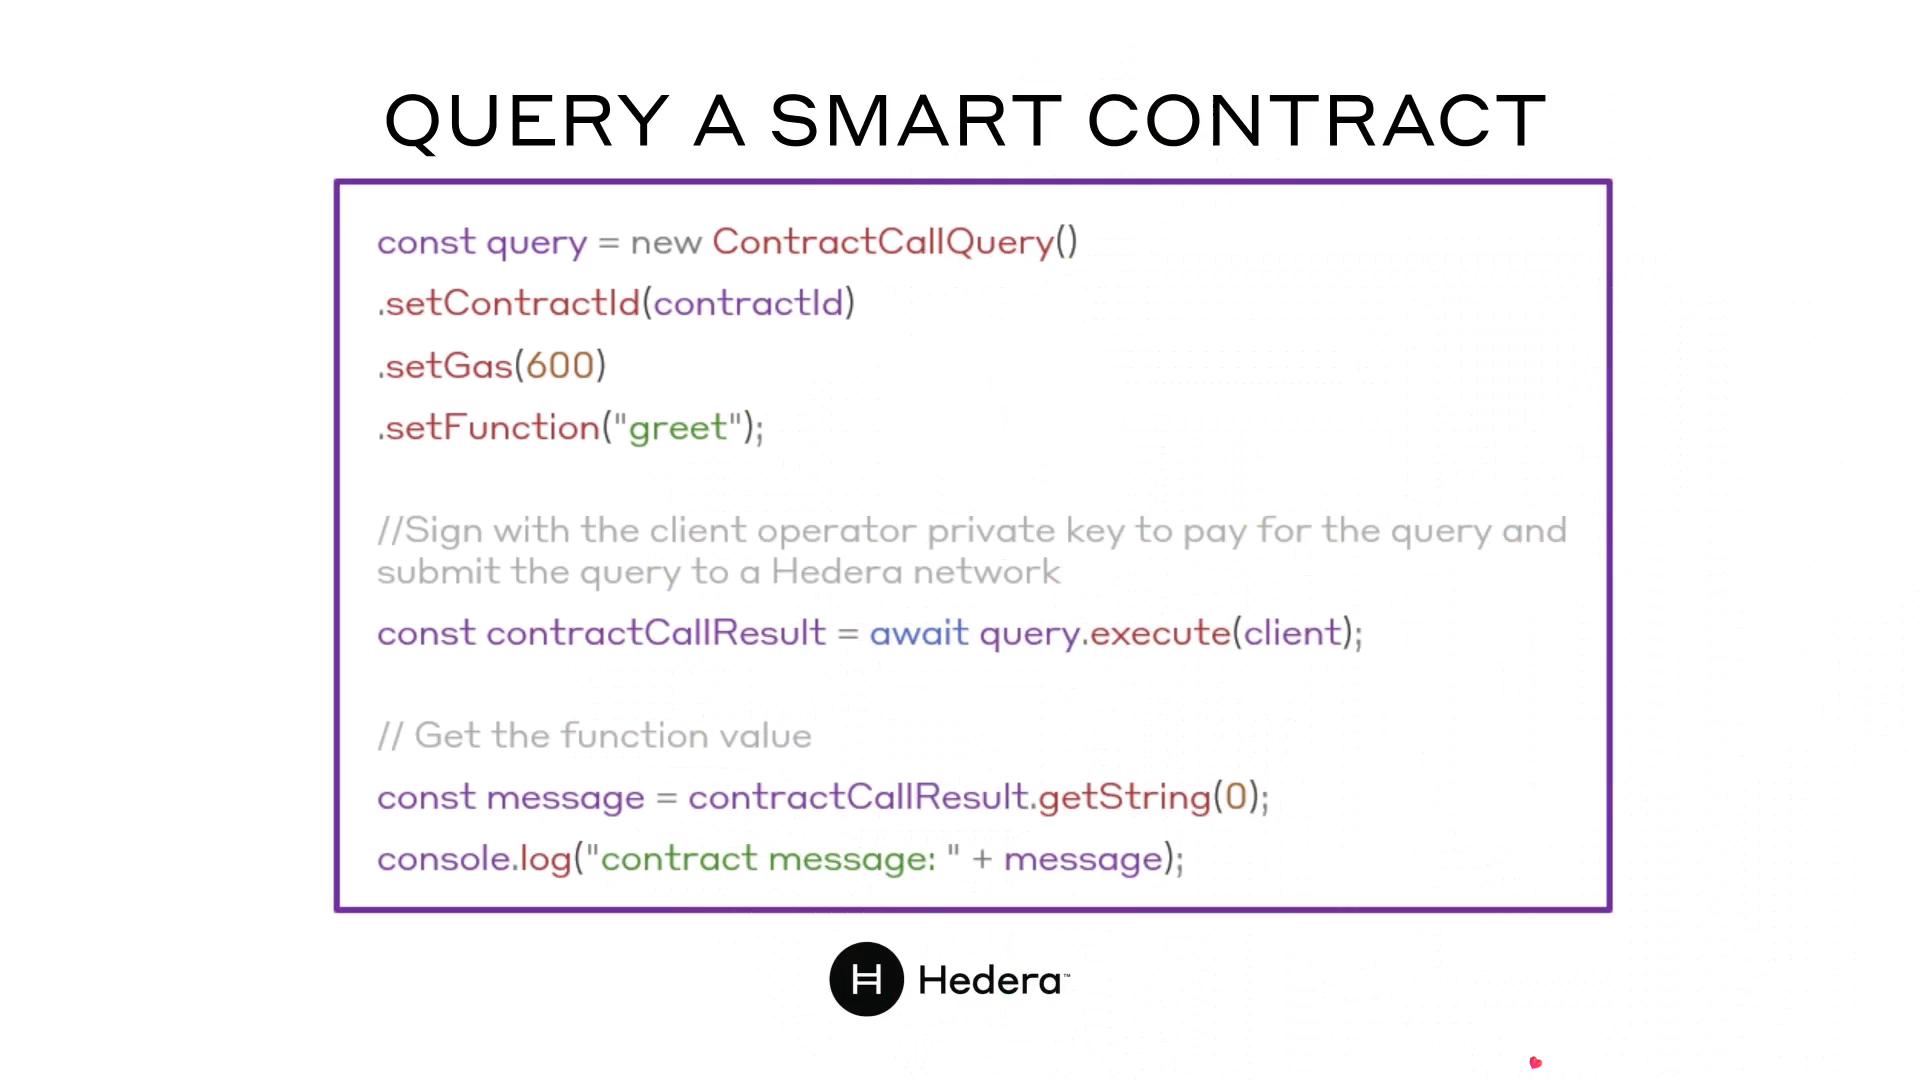 QUERY A SMART CONTRACT
const query = new ContractCallQuery()
.setContractId(contractId)
.setGas(600)
.setFunction("greet");
//Sign with the client operator private key to pay for the query and
submit the query to a Hedera network
const contractCallResult = await query.execute(client);
// Get the function value
const message = contractCallResult.getString(0);
console.log("contract message: " + message);
H Hedera™